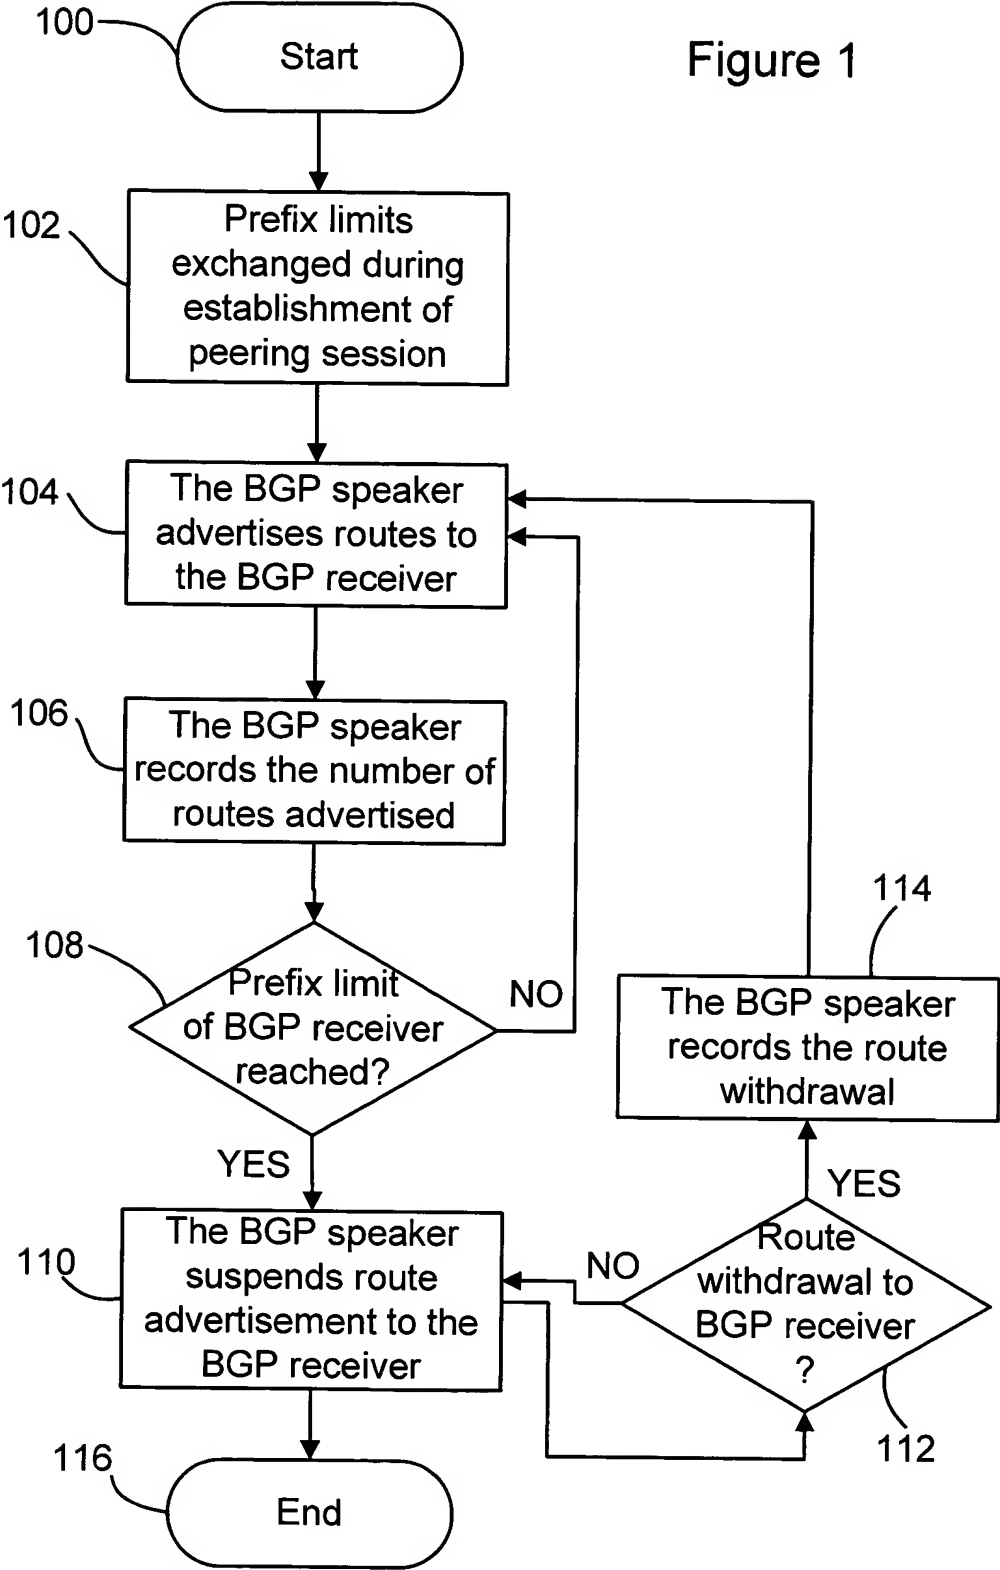 100
Start
Figure 1
102
Prefix limits
exchanged during
establishment of
peering session
104
The BGP speaker
advertises routes to
the BGP receiver
106
The BGP speaker
records the number of
routes advertised
108
Prefix limit
of BGP receiver
reached?
NO
YES
114
The BGP speaker
records the route
withdrawal
YES
110
The BGP speaker
suspends route
advertisement to the
BGP receiver
NO
Route
withdrawal to
BGP receiver
?
112
116
End